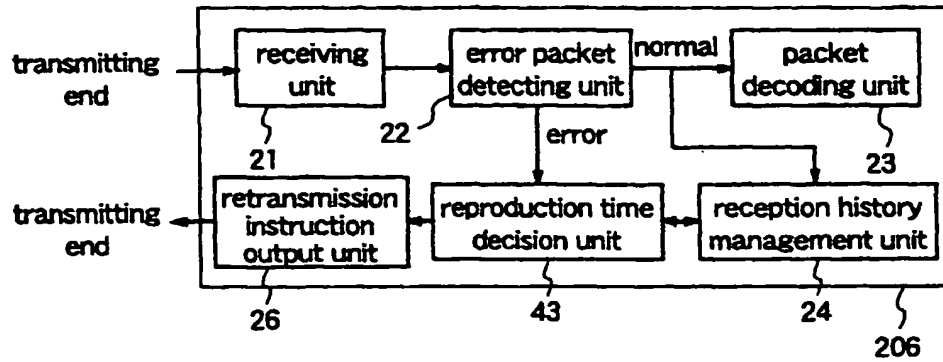 transmitting
end
receiving
unit
21
error packet
detecting unit
22
normal
error
packet
decoding unit
23
transmitting
end
retransmission
instruction
output unit
26
reproduction time
decision unit
43
reception history
management unit
24
206